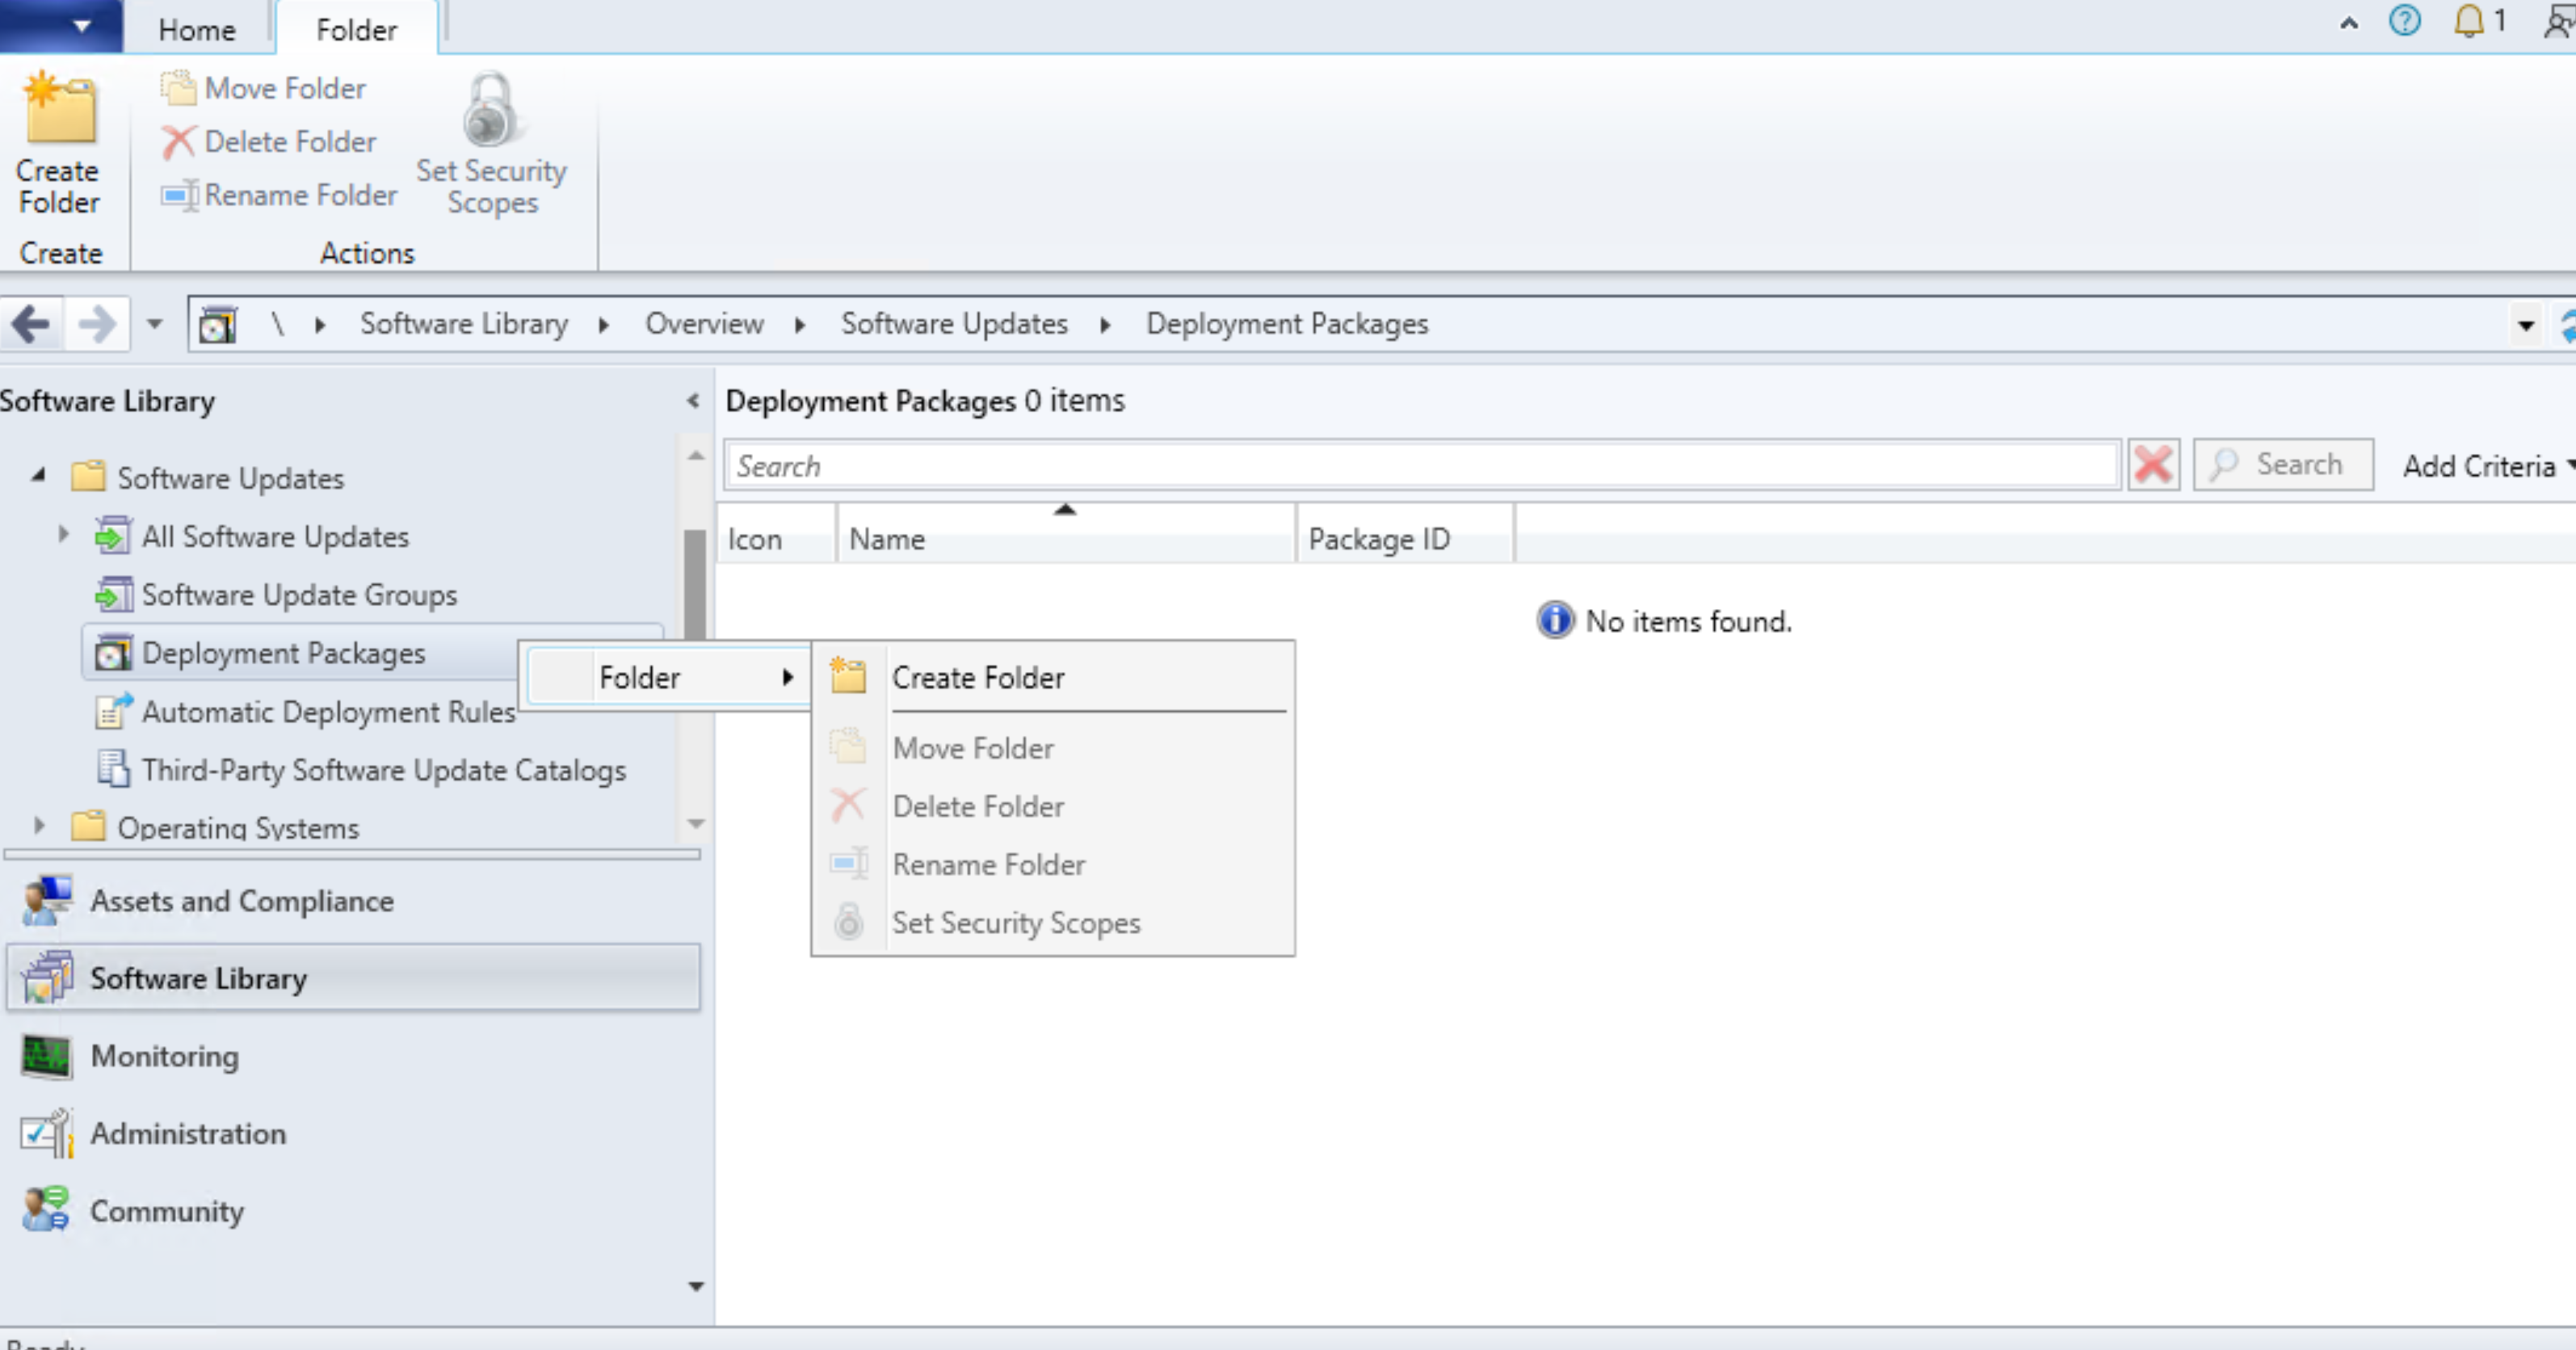 Home
Folder
1
Create
Folder
Create
Move Folder
Delete Folder
Rename Folder
Set Security
Scopes
Actions
\ Software Library Overview Software Updates Deployment Packages
Software Library
Software Updates
All Software Updates
Software Update Groups
Deployment Packages
Automatic Deployment Rules
Third-Party Software Update Catalogs
Operating Systems
Assets and Compliance
Software Library
Monitoring
Administration
Community
Deployment Packages 0 items
Search
Search
Add Criteria
Icon
Name
Package ID
No items found.
Folder
Create Folder
Move Folder
Delete Folder
Rename Folder
Set Security Scopes
Ready